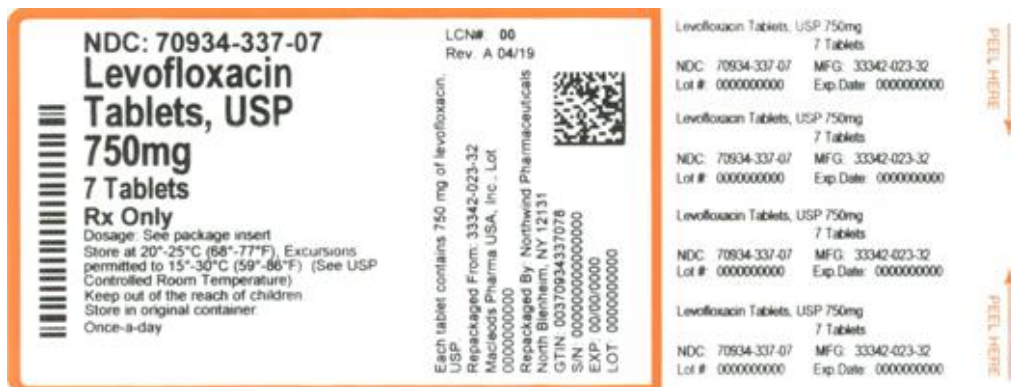 NDC: 70934-337-07
Levofloxacin
Tablets, USP
750mg
7 Tablets
Rx Only
Dosage: See package insert
Store at 20°-25°C (68°-77°F), Excursions
permitted to 15°-30°C (59°-86°F) (See USP
Controlled Room Temperature)
Keep out of the reach of children
Store in original container
Once-a-day
LCN#: 00
Rev. A 04/19
Each tablet contains 750 mg of levofloxacin,
USP
Repackaged From: 33342-023-32
Macleods Pharma USA, Inc. Lot
0000000000
Repackaged By: Northwind Pharmaceuticals
North Blenheim, NY 12131
GTIN: 00370934337078
S/N: 00000000000000
EXP: 00/00/0000
LOT: 0000000000
Levofloxacin Tablets, USP 750mg
7 Tablets
NDC: 70934-337-07 MFG: 33342-023-32
Lot #: 0000000000 Exp.Date: 0000000000
Levofloxacin Tablets, USP 750mg
7 Tablets
NDC: 70934-337-07 MFG: 33342-023-32
Lot #: 0000000000 Exp.Date: 0000000000
Levofloxacin Tablets, USP 750mg
7 Tablets
NDC: 70934-337-07 MFG: 33342-023-32
Lot #: 0000000000 Exp.Date: 0000000000
Levofloxacin Tablets, USP 750mg
7 Tablets
NDC: 70934-337-07 MFG: 33342-023-32
Lot #: 0000000000 Exp.Date: 0000000000
PEEL HERE
PEEL HERE